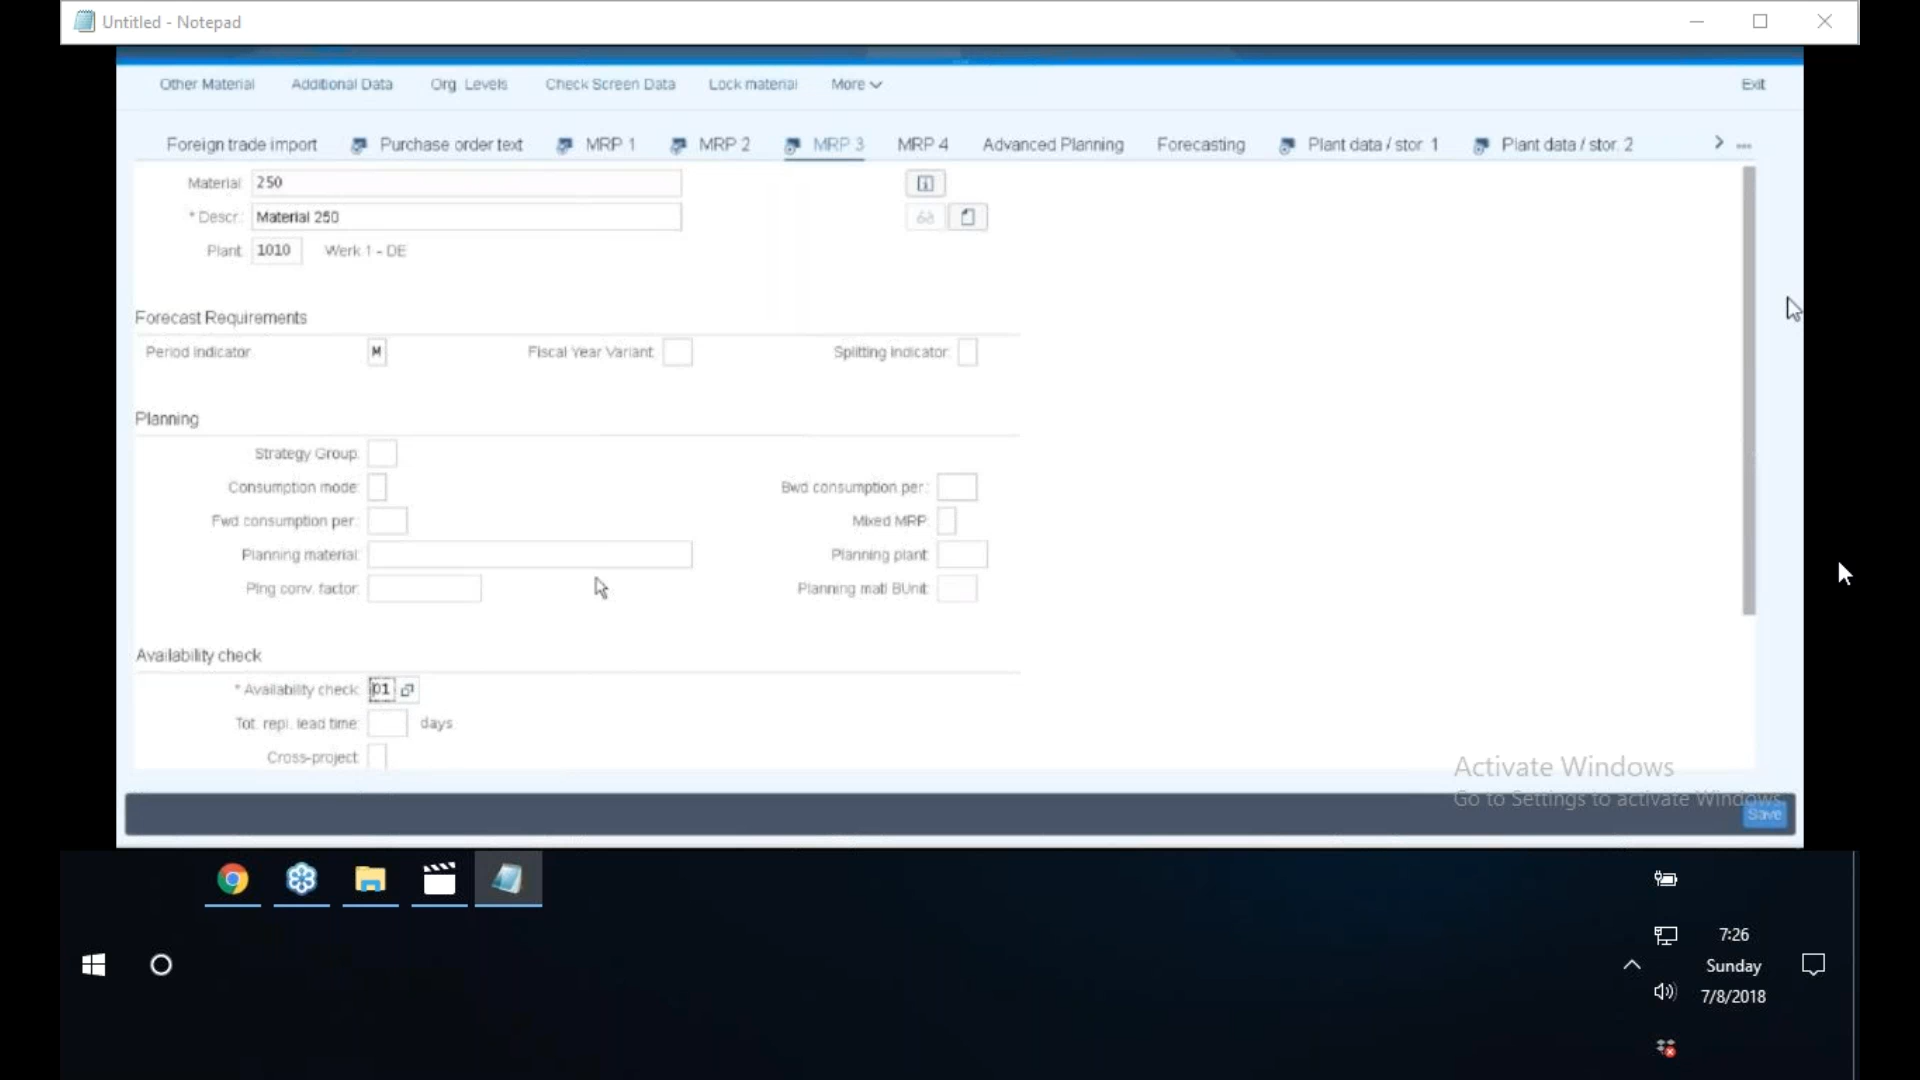 Untitled - Notepad
Other Material Additional Data Org. Levels Check Screen Data Lock material More Exit
Foreign trade import Purchase order text MRP 1 MRP 2 MRP 3 MRP 4 Advanced Planning Forecasting Plant data / stor. 1 Plant data / stor. 2
Material: 250
* Descr.: Material 250
Plant: 1010 Werk 1 - DE
Forecast Requirements
Period Indicator: M Fiscal Year Variant: Splitting Indicator:
Planning
Strategy Group:
Consumption mode: Bwd consumption per.:
Fwd consumption per.: Mixed MRP:
Planning material: Planning plant:
Plng conv. factor: Planning matl BUnit:
Availability check
* Availability check: 01
Tot. repl. lead time: days
Cross-project:
Activate Windows
Go to Settings to activate Windows.
Save
7:26
Sunday
7/8/2018